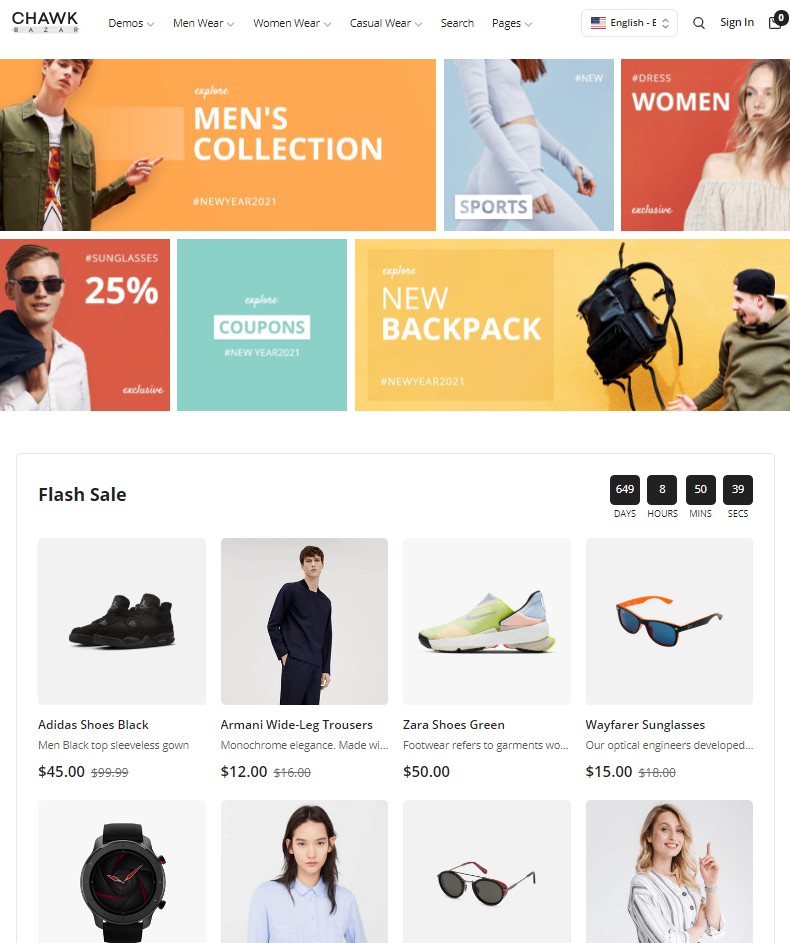 CHAWK
BAZAR
Demos
Men Wear
Women Wear
Casual Wear
Search
Pages
English - E
Sign In
0
explore
MEN'S
COLLECTION
#NEWYEAR2021
#NEW
SPORTS
#DRESS
WOMEN
exclusive
#SUNGLASSES
25%
exclusive
explore
COUPONS
#NEW YEAR2021
explore
NEW
BACKPACK
#NEWYEAR2021
Flash Sale
649 8 50 39
DAYS HOURS MINS SECS
Adidas Shoes Black
Men Black top sleeveless gown
$45.00 $99.99
Armani Wide-Leg Trousers
Monochrome elegance. Made wi...
$12.00 $16.00
Zara Shoes Green
Footwear refers to garments wo...
$50.00
Wayfarer Sunglasses
Our optical engineers developed...
$15.00 $18.00